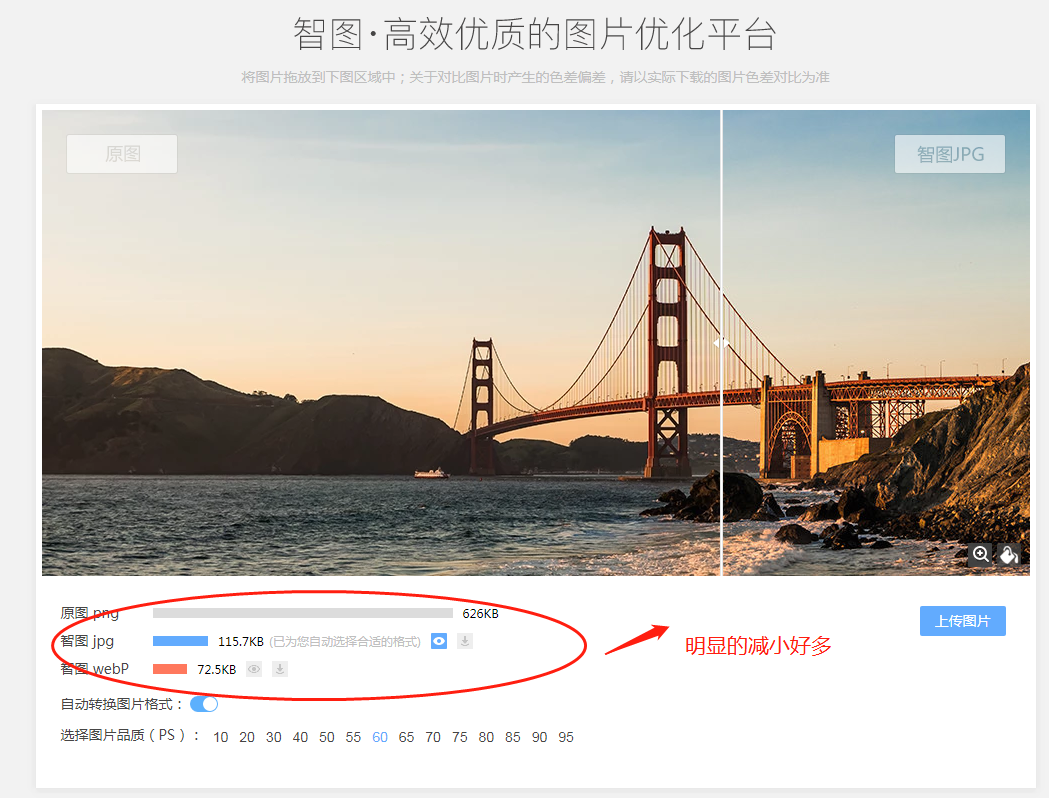 智图·高效优质的图片优化平台
将图片拖放到下图区域中；关于对比图片时产生的色差偏差，请以实际下载的图片色差对比为准
原图
智图JPG
原图 png 626KB
智图 jpg 115.7KB (已为您自动选择合适的格式)
智图 webP 72.5KB
上传图片
明显的减小好多
自动转换图片格式：
选择图片品质（PS）： 10 20 30 40 50 55 60 65 70 75 80 85 90 95